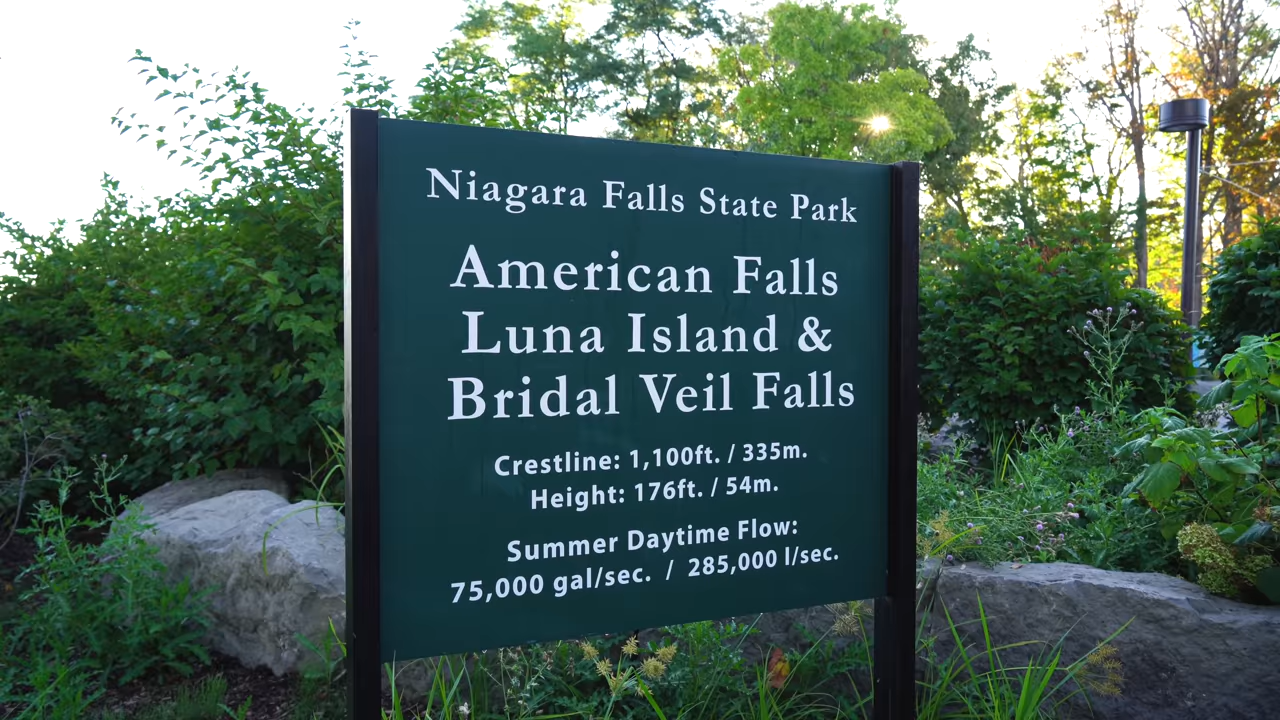 Niagara Falls State Park
American Falls
Luna Island &
Bridal Veil Falls
Crestline: 1,100ft. / 335m.
Height: 176ft. / 54m.
Summer Daytime Flow:
75,000 gal/sec. / 285,000 l/sec.